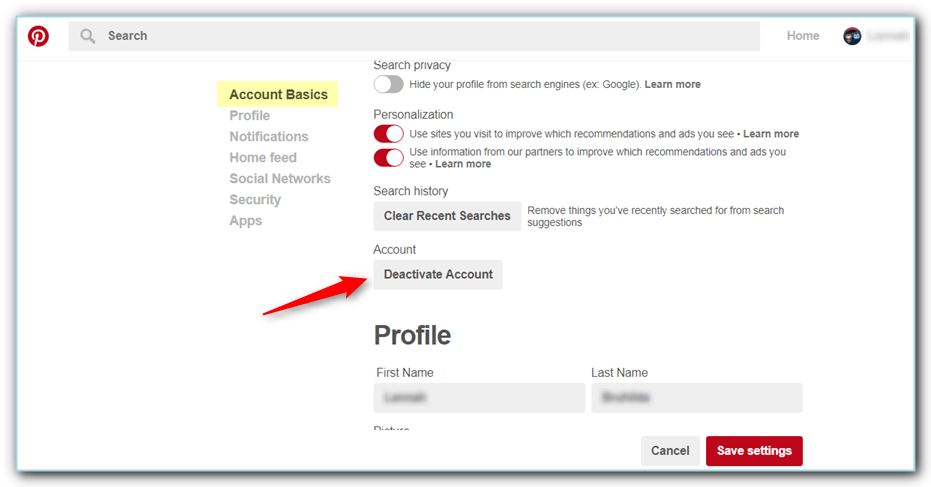 Search
Home
Account Basics
Profile
Notifications
Home feed
Social Networks
Security
Apps
Search privacy
Hide your profile from search engines (ex: Google). Learn more
Personalization
Use sites you visit to improve which recommendations and ads you see • Learn more
Use information from our partners to improve which recommendations and ads you
see • Learn more
Search history
Clear Recent Searches
Remove things you've recently searched for from search
suggestions
Account
Deactivate Account
Profile
First Name
Last Name
Picture
Cancel
Save settings